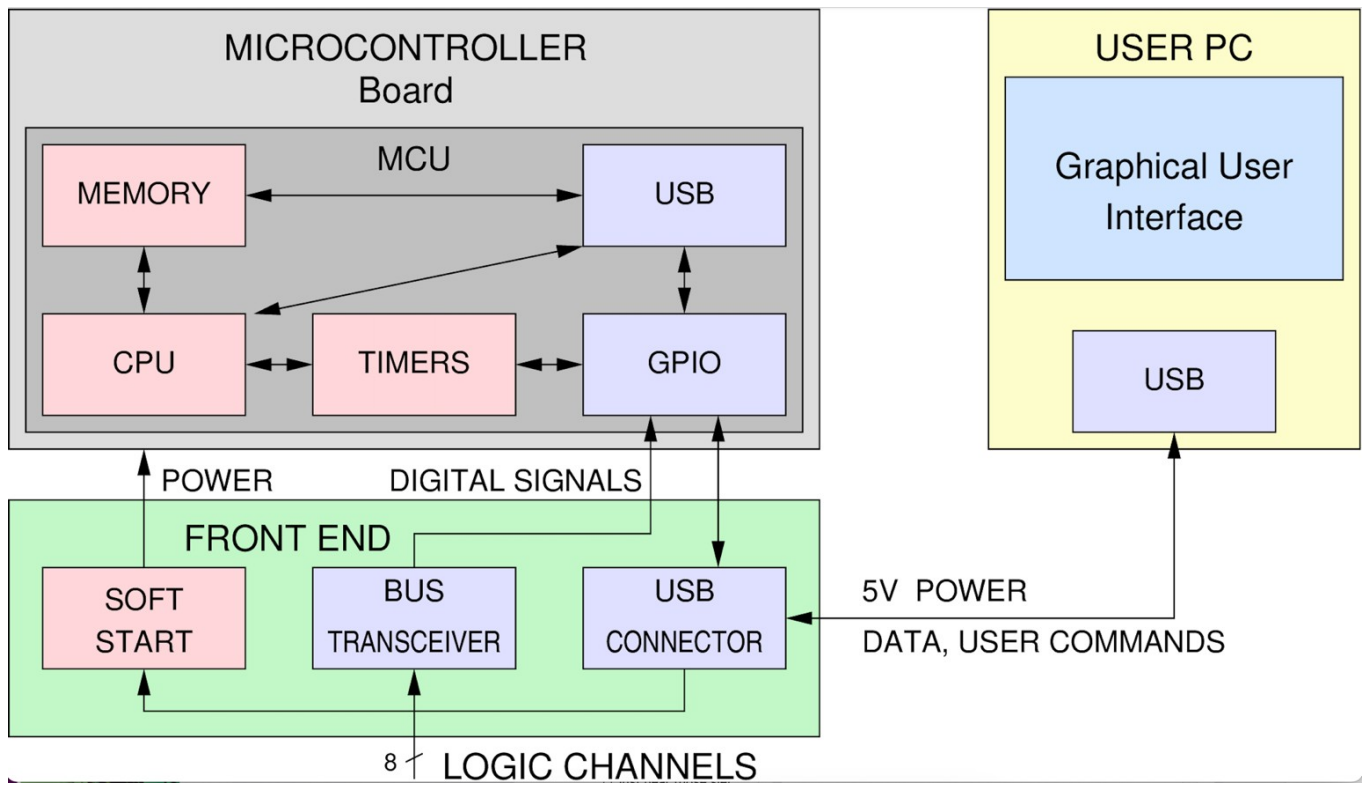 MICROCONTROLLER
Board
MCU
MEMORY
USB
CPU
TIMERS
GPIO
USER PC
Graphical User
Interface
USB
POWER
DIGITAL SIGNALS
FRONT END
SOFT
START
BUS
TRANSCEIVER
USB
CONNECTOR
5V POWER
DATA, USER COMMANDS
8
LOGIC CHANNELS